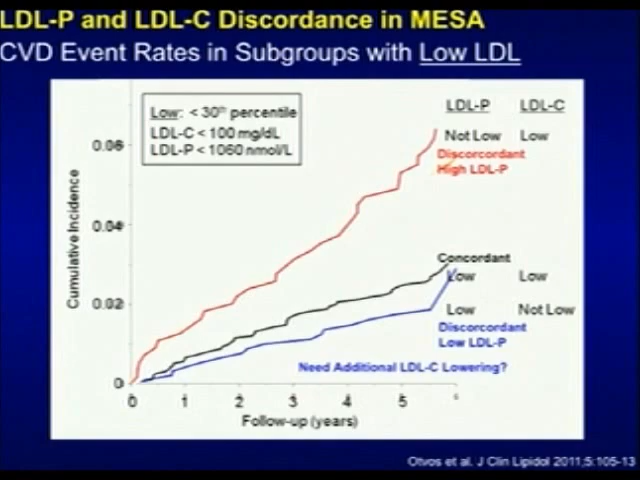 LDL-P and LDL-C Discordance in MESA
CVD Event Rates in Subgroups with Low LDL
Low: < 30th percentile
LDL-C < 100 mg/dL
LDL-P < 1060 nmol/L
LDL-P LDL-C
Not Low Low
Discorcordant
High LDL-P
Concordant
Low Low
Low Not Low
Discorcordant
Low LDL-P
Need Additional LDL-C Lowering?
Cumulative Incidence
0.06
0.04
0.02
0
0 1 2 3 4 5
Follow-up (years)
Otvos et al. J Clin Lipidol 2011;5:105-13